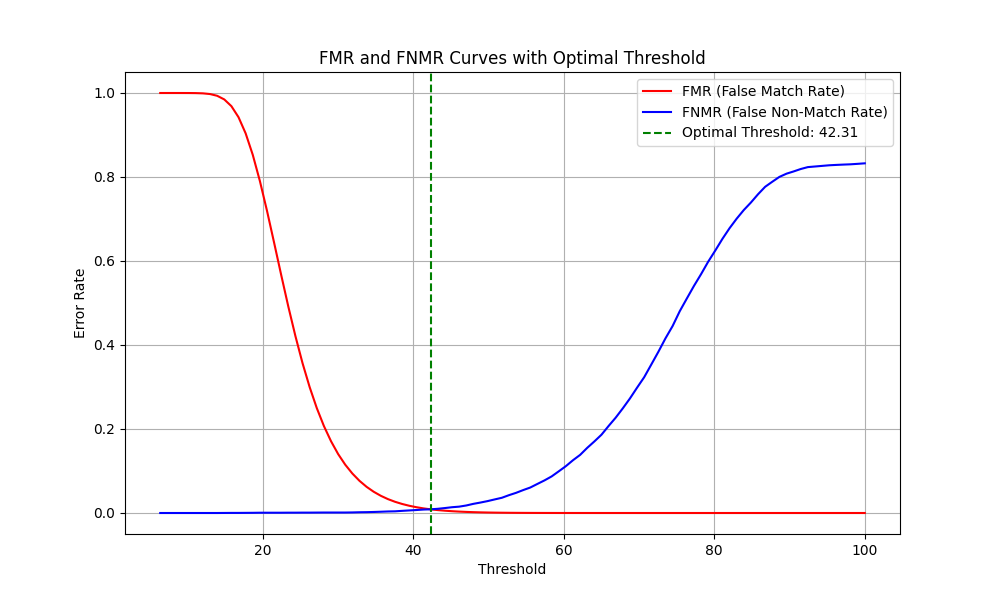 FMR and FNMR Curves with Optimal Threshold
FMR (False Match Rate)
FNMR (False Non-Match Rate)
Optimal Threshold: 42.31
Error Rate
1.0
0.8
0.6
0.4
0.2
0.0
20 40 60 80 100
Threshold